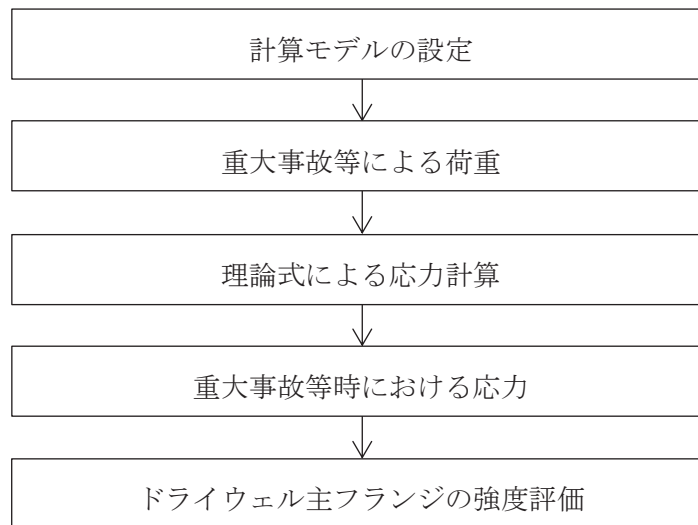 計算モデルの設定
重大事故等による荷重
理論式による応力計算
重大事故等時における応力
ドライウェル主フランジの強度評価